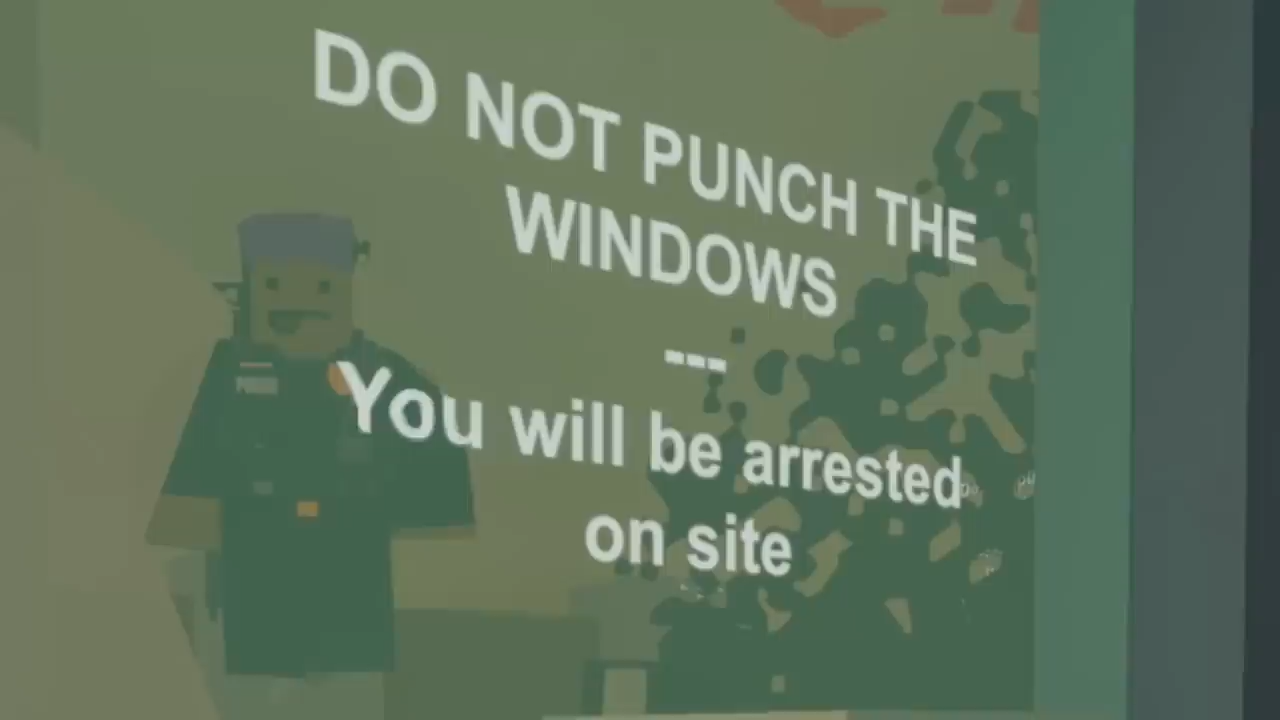 DO NOT PUNCH THE
WINDOWS
---
You will be arrested
on site